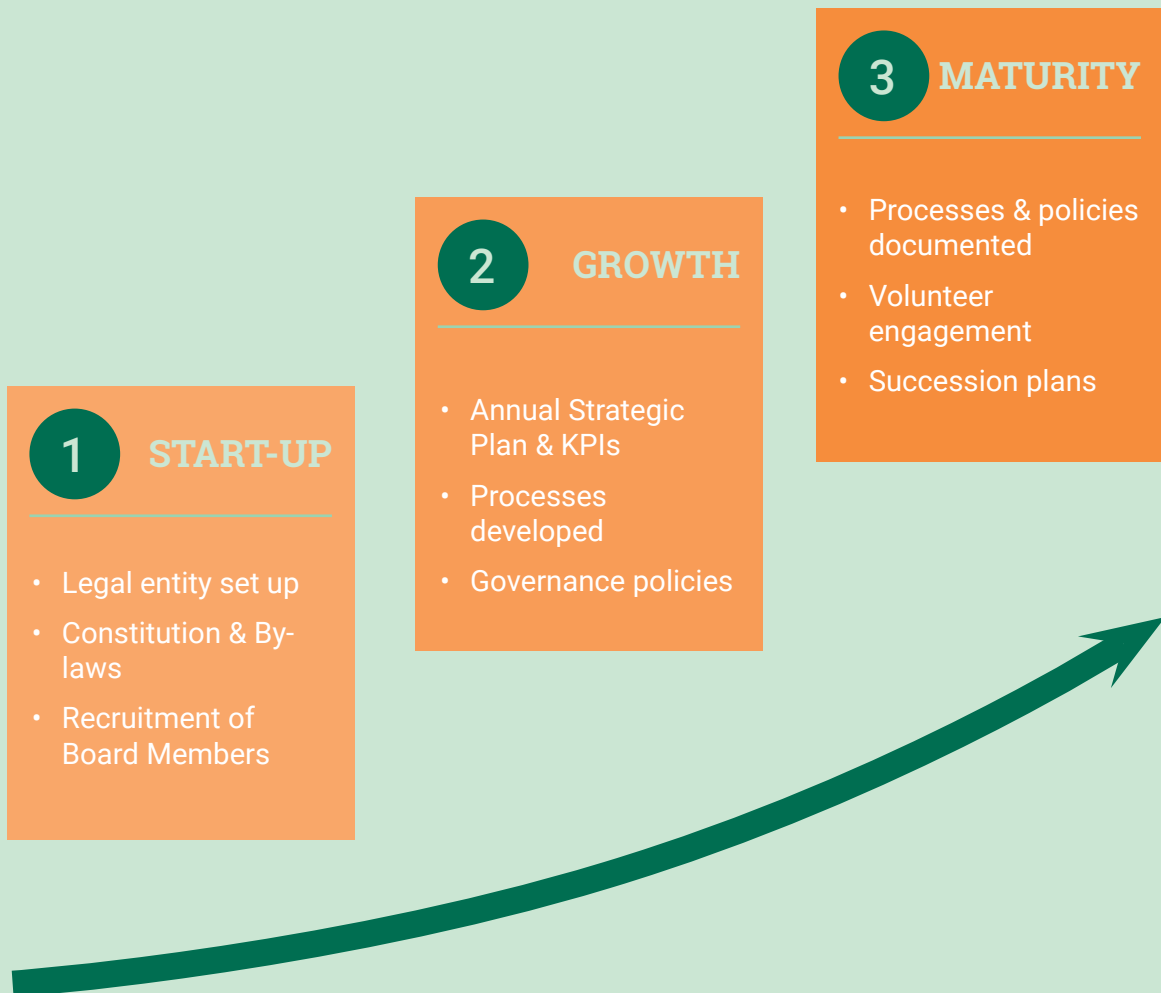 1 START-UP
• Legal entity set up
• Constitution & By-
laws
• Recruitment of
Board Members
2 GROWTH
• Annual Strategic
Plan & KPIs
• Processes
developed
• Governance policies
3 MATURITY
• Processes & policies
documented
• Volunteer
engagement
• Succession plans